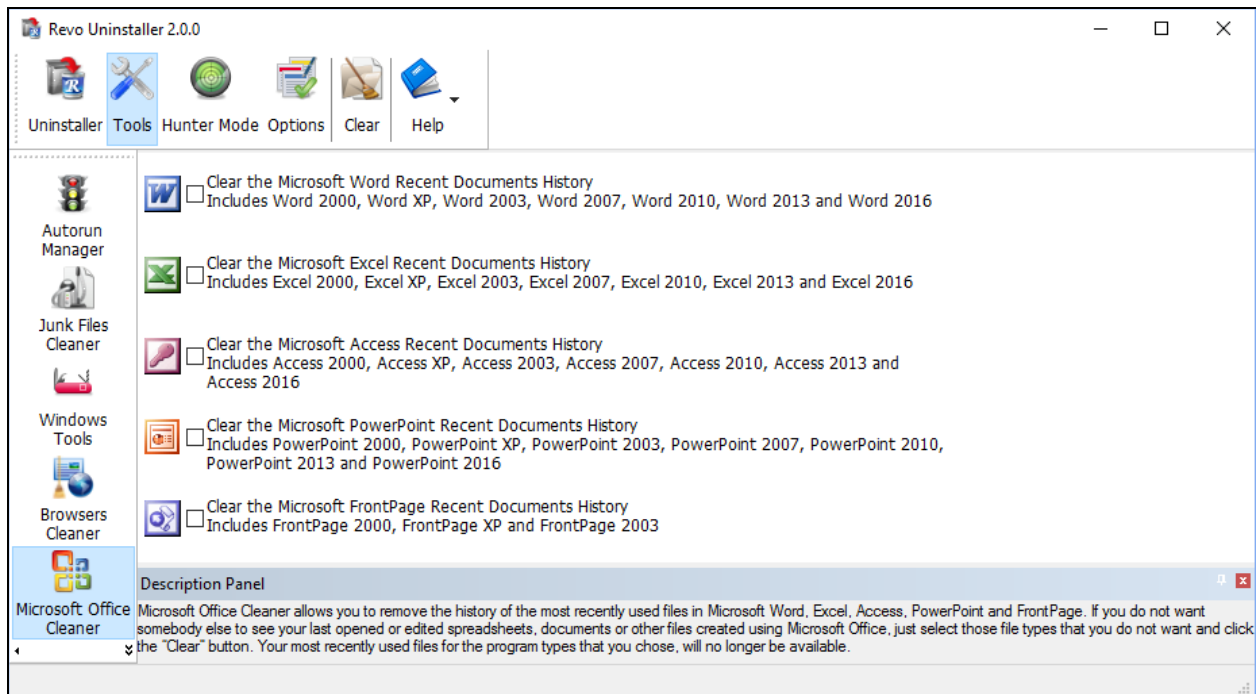 Revo Uninstaller 2.0.0
Uninstaller Tools Hunter Mode Options Clear Help
Autorun
Manager
Junk Files
Cleaner
Windows
Tools
Browsers
Cleaner
Microsoft Office
Cleaner
Clear the Microsoft Word Recent Documents History
Includes Word 2000, Word XP, Word 2003, Word 2007, Word 2010, Word 2013 and Word 2016
Clear the Microsoft Excel Recent Documents History
Includes Excel 2000, Excel XP, Excel 2003, Excel 2007, Excel 2010, Excel 2013 and Excel 2016
Clear the Microsoft Access Recent Documents History
Includes Access 2000, Access XP, Access 2003, Access 2007, Access 2010, Access 2013 and
Access 2016
Clear the Microsoft PowerPoint Recent Documents History
Includes PowerPoint 2000, PowerPoint XP, PowerPoint 2003, PowerPoint 2007, PowerPoint 2010,
PowerPoint 2013 and PowerPoint 2016
Clear the Microsoft FrontPage Recent Documents History
Includes FrontPage 2000, FrontPage XP and FrontPage 2003
Description Panel
Microsoft Office Cleaner allows you to remove the history of the most recently used files in Microsoft Word, Excel, Access, PowerPoint and FrontPage. If you do not want
somebody else to see your last opened or edited spreadsheets, documents or other files created using Microsoft Office, just select those file types that you do not want and click
the "Clear" button. Your most recently used files for the program types that you chose, will no longer be available.